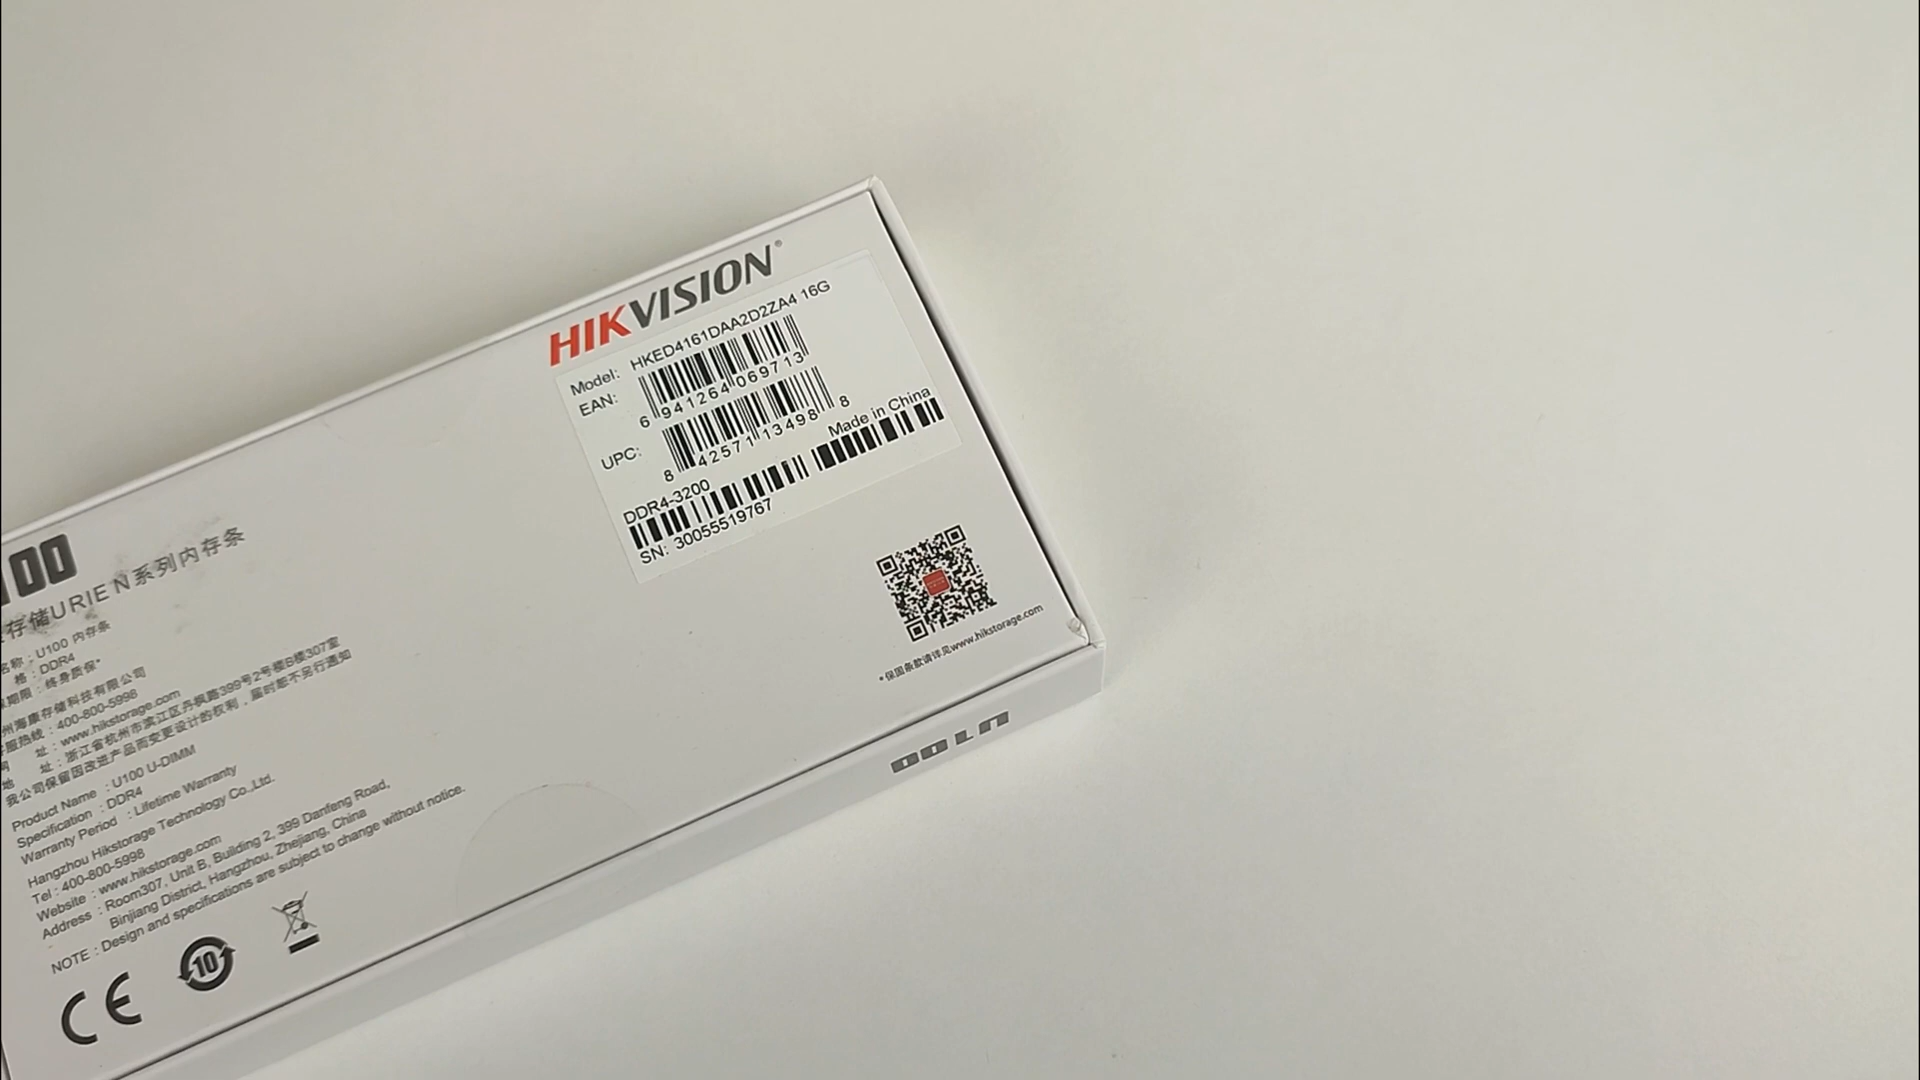 HIKVISION®
Model: HKED4161DAA2D2ZA4 16G
EAN:
6 941264 069713
UPC:
8 42571 13498 8
Made in China
DDR4-3200
SN: 30055519767
*保固条款请详见www.hikstorage.com
U100
00
存储URIEN系列内存条
名称:U100 内存条
格:DDR4
期限:终身质保*
州海康存储科技有限公司
服热线:400-800-5998
网 址:www.hikstorage.com
地 址:浙江省杭州市滨江区丹枫路399号2号楼B楼307室
我公司保留因改进产品而变更设计的权利,届时恕不另行通知
Product Name : U100 U-DIMM
Specification : DDR4
Warranty Period : Lifetime Warranty
Hangzhou Hikstorage Technology Co.,Ltd.
Tel : 400-800-5998
Website : www.hikstorage.com
Address : Room307, Unit B, Building 2, 399 Danfeng Road,
Binjiang District, Hangzhou, Zhejiang, China
NOTE : Design and specifications are subject to change without notice.
CE
10